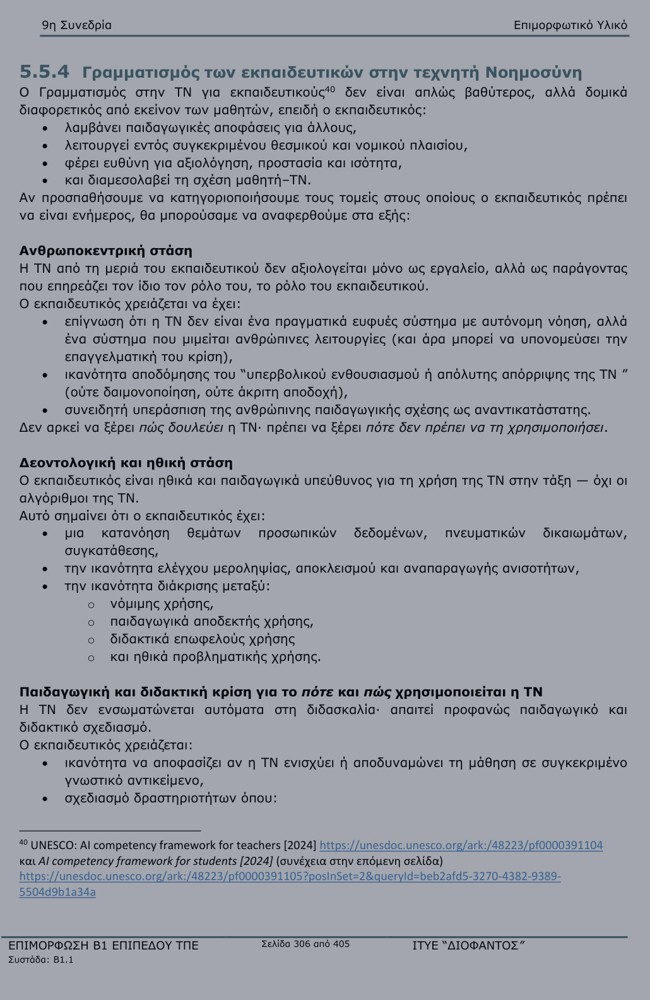 9η Συνεδρία Επιμορφωτικό Υλικό
5.5.4 Γραμματισμός των εκπαιδευτικών στην τεχνητή Νοημοσύνη
Ο Γραμματισμός στην ΤΝ για εκπαιδευτικούς40 δεν είναι απλώς βαθύτερος, αλλά δομικά
διαφορετικός από εκείνον των μαθητών, επειδή ο εκπαιδευτικός:
• λαμβάνει παιδαγωγικές αποφάσεις για άλλους,
• λειτουργεί εντός συγκεκριμένου θεσμικού και νομικού πλαισίου,
• φέρει ευθύνη για αξιολόγηση, προστασία και ισότητα,
• και διαμεσολαβεί τη σχέση μαθητή–ΤΝ.
Αν προσπαθήσουμε να κατηγοριοποιήσουμε τους τομείς στους οποίους ο εκπαιδευτικός πρέπει
να είναι ενήμερος, θα μπορούσαμε να αναφερθούμε στα εξής:
Ανθρωποκεντρική στάση
Η ΤΝ από τη μεριά του εκπαιδευτικού δεν αξιολογείται μόνο ως εργαλείο, αλλά ως παράγοντας
που επηρεάζει τον ίδιο τον ρόλο του, το ρόλο του εκπαιδευτικού.
Ο εκπαιδευτικός χρειάζεται να έχει:
• επίγνωση ότι η ΤΝ δεν είναι ένα πραγματικά ευφυές σύστημα με αυτόνομη νόηση, αλλά
ένα σύστημα που μιμείται ανθρώπινες λειτουργίες (και άρα μπορεί να υπονομεύσει την
επαγγελματική του κρίση),
• ικανότητα αποδόμησης του “υπερβολικού ενθουσιασμού ή απόλυτης απόρριψης της ΤΝ ”
(ούτε δαιμονοποίηση, ούτε άκριτη αποδοχή),
• συνειδητή υπεράσπιση της ανθρώπινης παιδαγωγικής σχέσης ως αναντικατάστατης.
Δεν αρκεί να ξέρει πώς δουλεύει η ΤΝ· πρέπει να ξέρει πότε δεν πρέπει να τη χρησιμοποιήσει.
Δεοντολογική και ηθική στάση
Ο εκπαιδευτικός είναι ηθικά και παιδαγωγικά υπεύθυνος για τη χρήση της ΤΝ στην τάξη — όχι οι
αλγόριθμοι της ΤΝ.
Αυτό σημαίνει ότι ο εκπαιδευτικός έχει:
• μια κατανόηση θεμάτων προσωπικών δεδομένων, πνευματικών δικαιωμάτων,
συγκατάθεσης,
• την ικανότητα ελέγχου μεροληψίας, αποκλεισμού και αναπαραγωγής ανισοτήτων,
• την ικανότητα διάκρισης μεταξύ:
o νόμιμης χρήσης,
o παιδαγωγικά αποδεκτής χρήσης,
o διδακτικά επωφελούς χρήσης
o και ηθικά προβληματικής χρήσης.
Παιδαγωγική και διδακτική κρίση για το πότε και πώς χρησιμοποιείται η ΤΝ
Η ΤΝ δεν ενσωματώνεται αυτόματα στη διδασκαλία· απαιτεί προφανώς παιδαγωγικό και
διδακτικό σχεδιασμό.
Ο εκπαιδευτικός χρειάζεται:
• ικανότητα να αποφασίζει αν η ΤΝ ενισχύει ή αποδυναμώνει τη μάθηση σε συγκεκριμένο
γνωστικό αντικείμενο,
• σχεδιασμό δραστηριοτήτων όπου:
40 UNESCO: AI competency framework for teachers [2024] https://unesdoc.unesco.org/ark:/48223/pf0000391104
και AI competency framework for students [2024] (συνέχεια στην επόμενη σελίδα)
https://unesdoc.unesco.org/ark:/48223/pf0000391105?posInSet=2&queryId=beb2afd5-3270-4382-9389-
5504d9b1a34a
ΕΠΙΜΟΡΦΩΣΗ Β1 ΕΠΙΠΕΔΟΥ ΤΠΕ Σελίδα 306 από 405 ΙΤΥΕ “ΔΙΟΦΑΝΤΟΣ”
Συστάδα: Β1.1